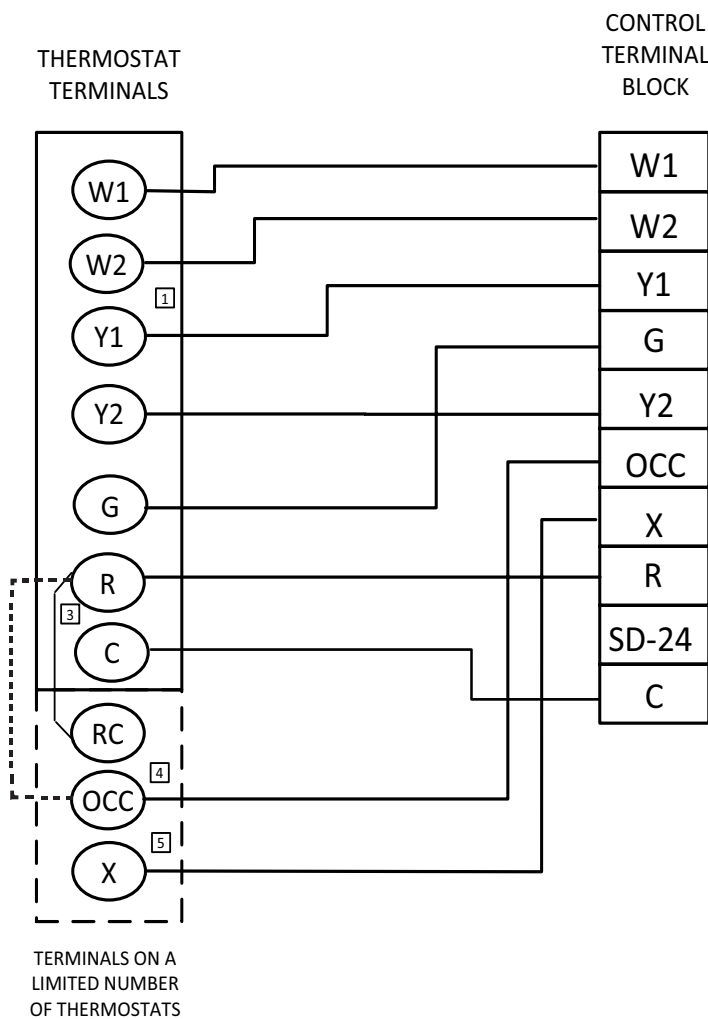 THERMOSTAT
TERMINALS
W1
W2
1
Y1
Y2
G
R
3
C
RC
4
OCC
5
X
TERMINALS ON A
LIMITED NUMBER
OF THERMOSTATS
CONTROL
TERMINAL
BLOCK
W1
W2
Y1
G
Y2
OCC
X
R
SD-24
C